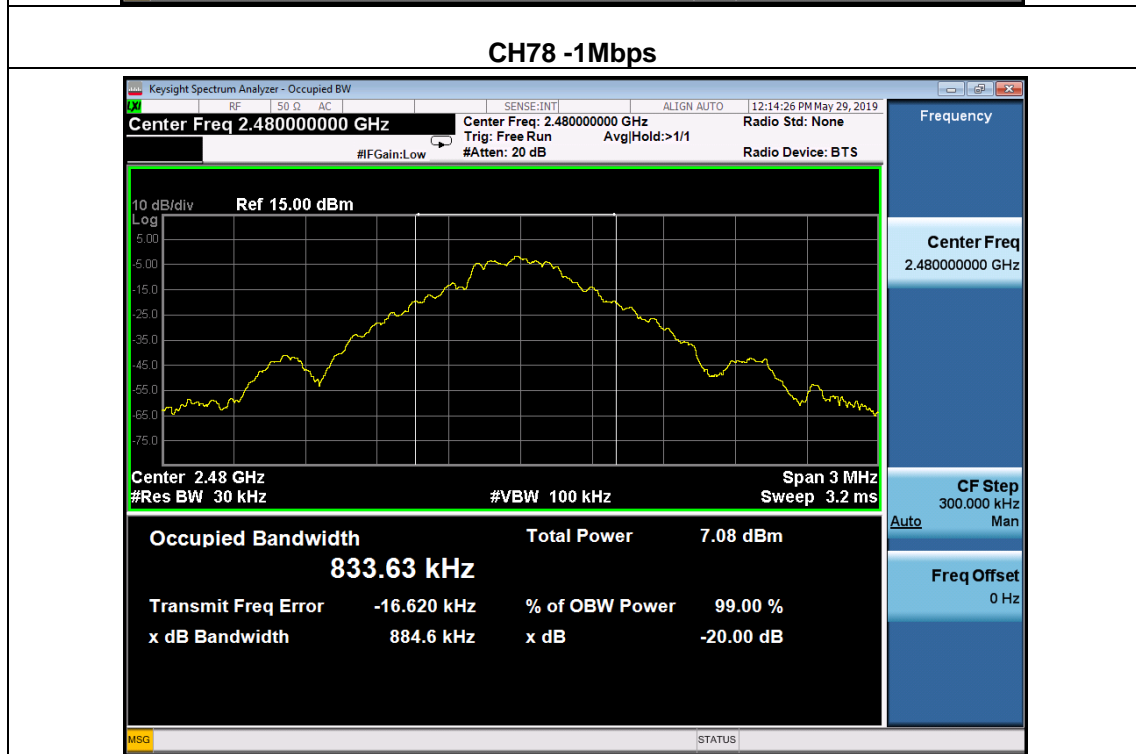 CH78 -1Mbps
Keysight Spectrum Analyzer - Occupied BW
LXI RF 50 Ω AC SENSE:INT ALIGN AUTO 12:14:26 PM May 29, 2019
Center Freq 2.480000000 GHz
#IFGain:Low
Center Freq: 2.480000000 GHz
Trig: Free Run Avg|Hold:>1/1
#Atten: 20 dB
Radio Std: None
Radio Device: BTS
Frequency
10 dB/div Ref 15.00 dBm
Log
5.00
-5.00
-15.0
-25.0
-35.0
-45.0
-55.0
-65.0
-75.0
Center 2.48 GHz Span 3 MHz
#Res BW 30 kHz #VBW 100 kHz Sweep 3.2 ms
Occupied Bandwidth Total Power 7.08 dBm
833.63 kHz
Transmit Freq Error -16.620 kHz % of OBW Power 99.00 %
x dB Bandwidth 884.6 kHz x dB -20.00 dB
Center Freq
2.480000000 GHz
CF Step
300.000 kHz
Auto Man
Freq Offset
0 Hz
MSG STATUS